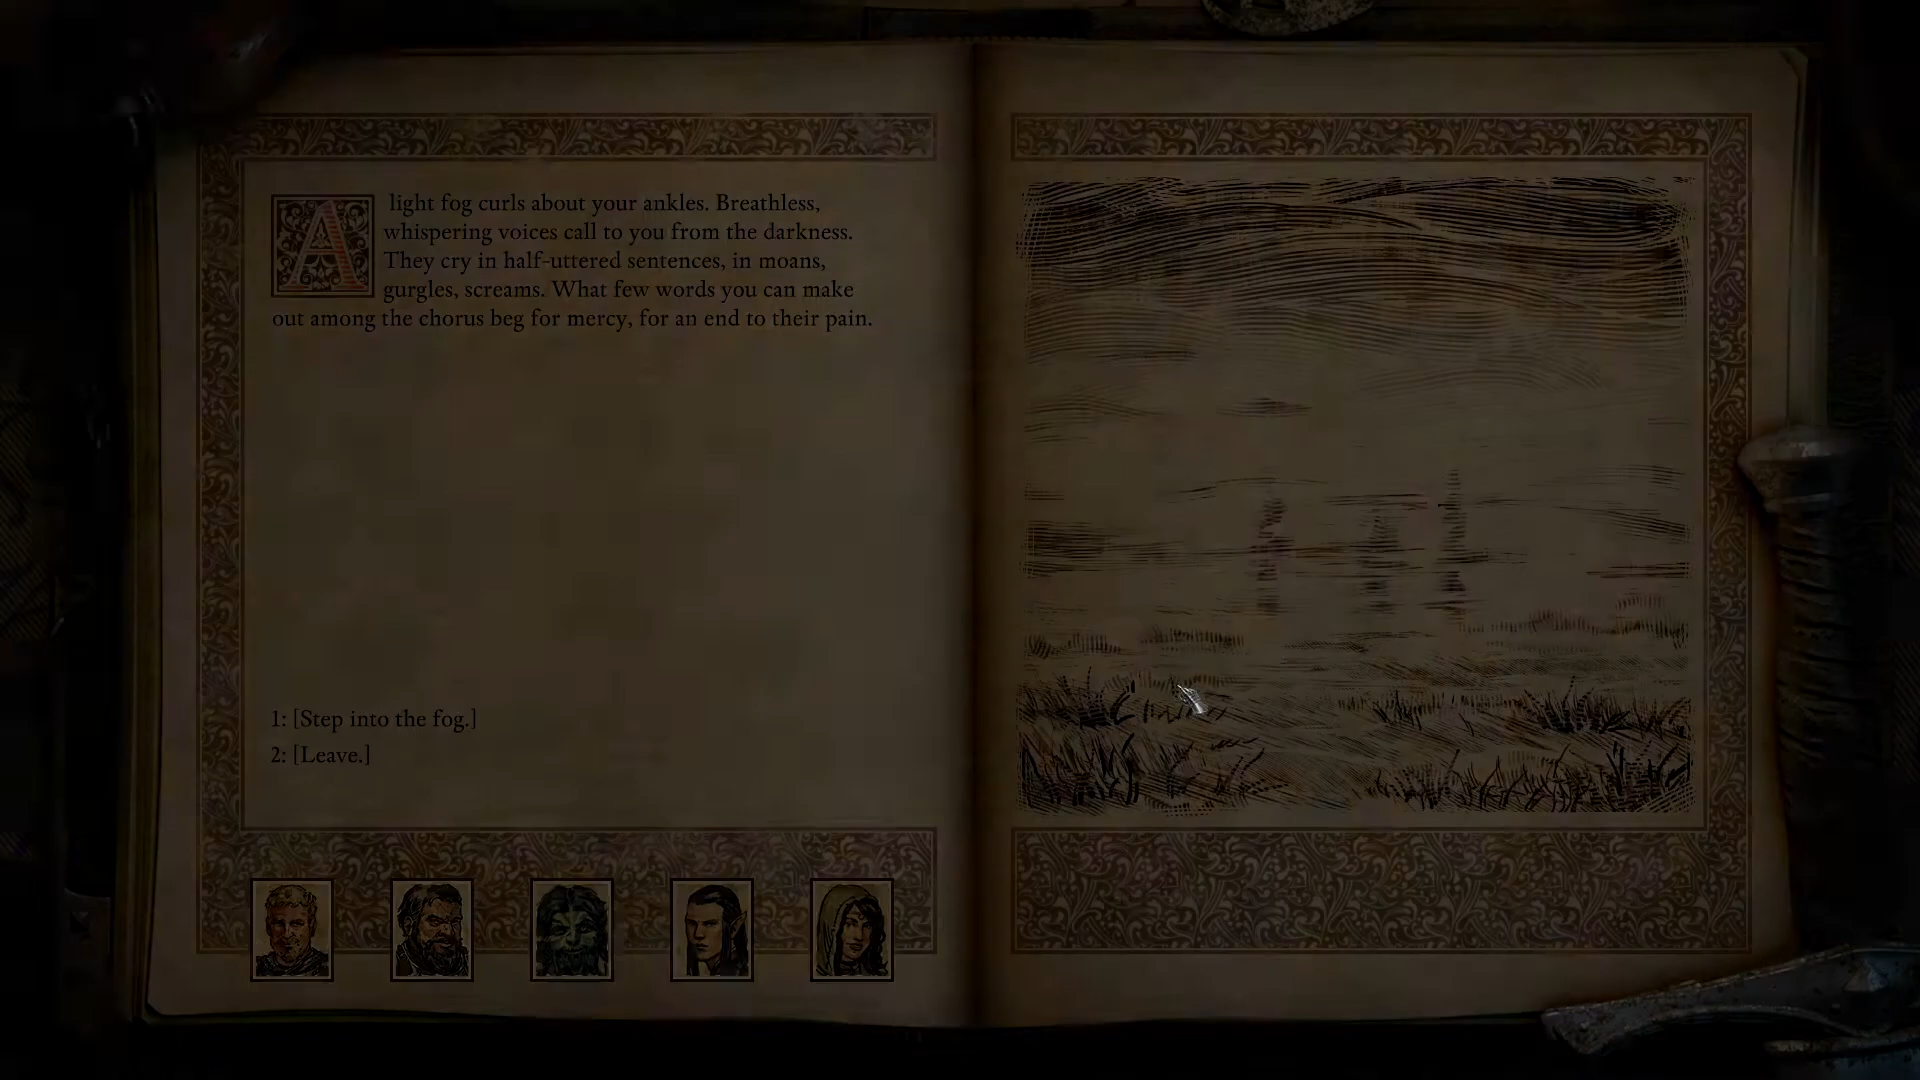 A light fog curls about your ankles. Breathless,
whispering voices call to you from the darkness.
They cry in half-uttered sentences, in moans,
gurgles, screams. What few words you can make
out among the chorus beg for mercy, for an end to their pain.
1: [Step into the fog.]
2: [Leave.]